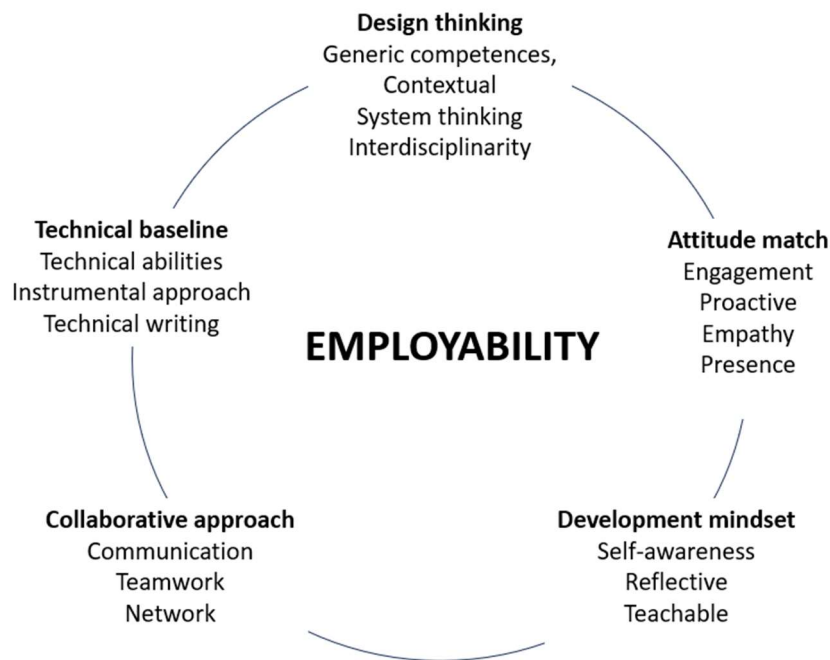 Design thinking
Generic competences,
Contextual
System thinking
Interdisciplinarity
Technical baseline
Technical abilities
Instrumental approach
Technical writing
Attitude match
Engagement
Proactive
Empathy
Presence
EMPLOYABILITY
Collaborative approach
Communication
Teamwork
Network
Development mindset
Self-awareness
Reflective
Teachable